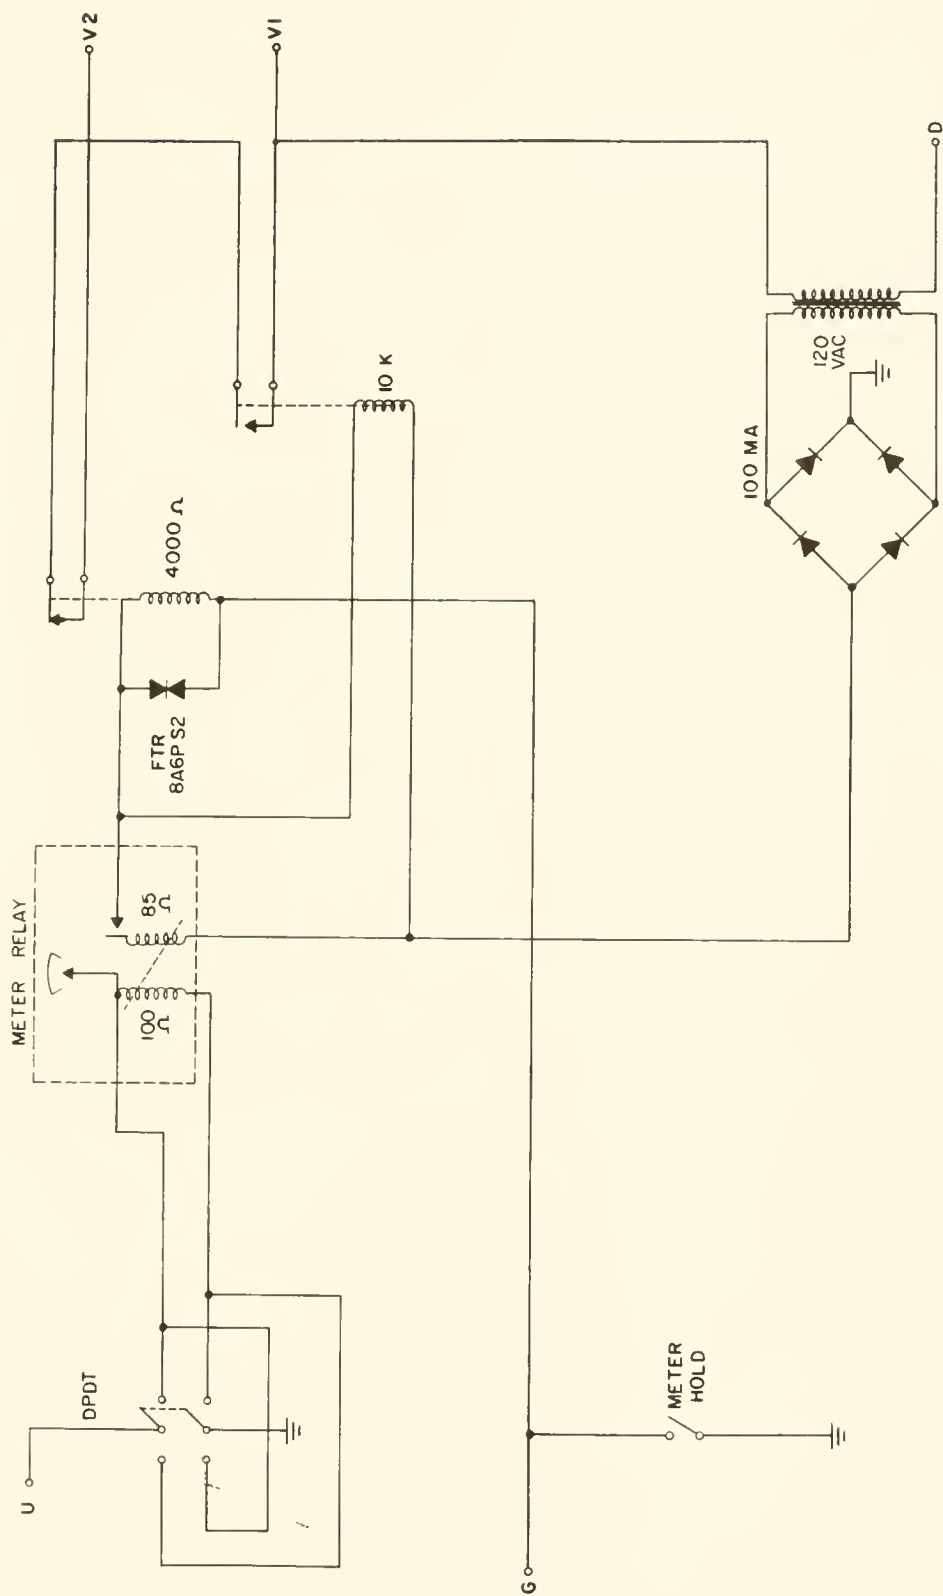 U
DPDT
METER RELAY
100
Ω
85
Ω
FTR
8A6P S2
4000 Ω
10 K
V2
V1
G
METER
HOLD
100 MA
120
VAC
D